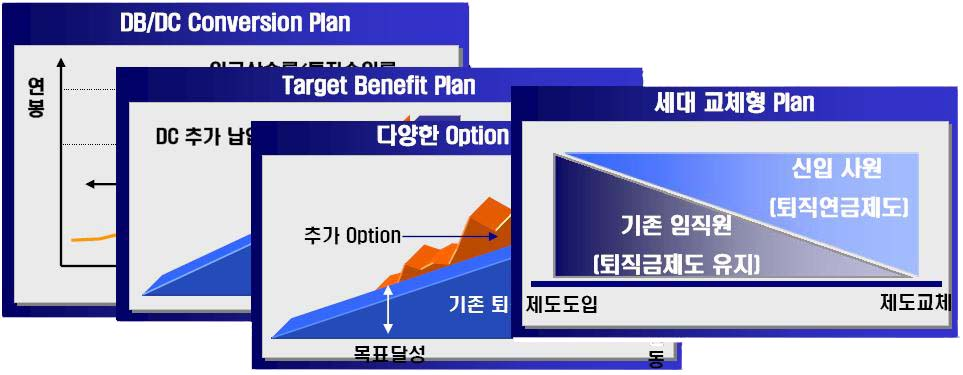 DB/DC Conversion Plan
연
봉
Target Benefit Plan
DC 추가 납입
다양한 Option
추가 Option
기존 퇴
목표달성
동
세대 교체형 Plan
신입 사원
(퇴직연금제도)
기존 임직원
(퇴직금제도 유지)
제도도입
제도교체